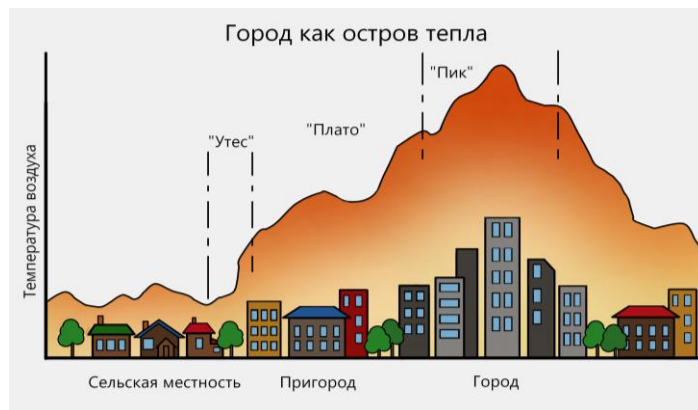 Город как остров тепла
"Пик"
"Плато"
"Утес"
Температура воздуха
Сельская местность
Пригород
Город